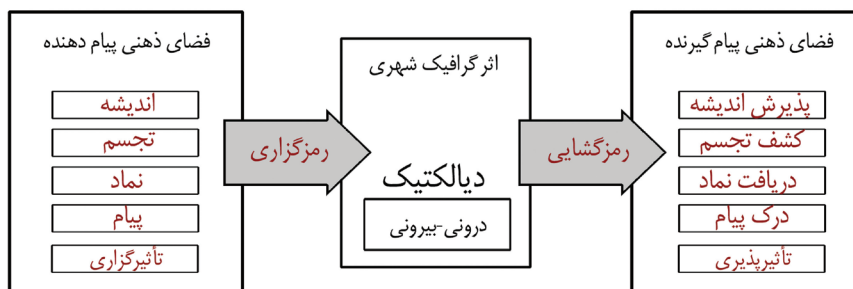 فضای ذهنی پیام دهنده
اندیشه
تجسم
نماد
پیام
تأثیرگزاری
رمزگزاری
اثر گرافیک شهری
دیالکتیک
درونی-بیرونی
رمزگشایی
فضای ذهنی پیام گیرنده
پذیرش اندیشه
کشف تجسم
دریافت نماد
درک پیام
تأثیرپذیری